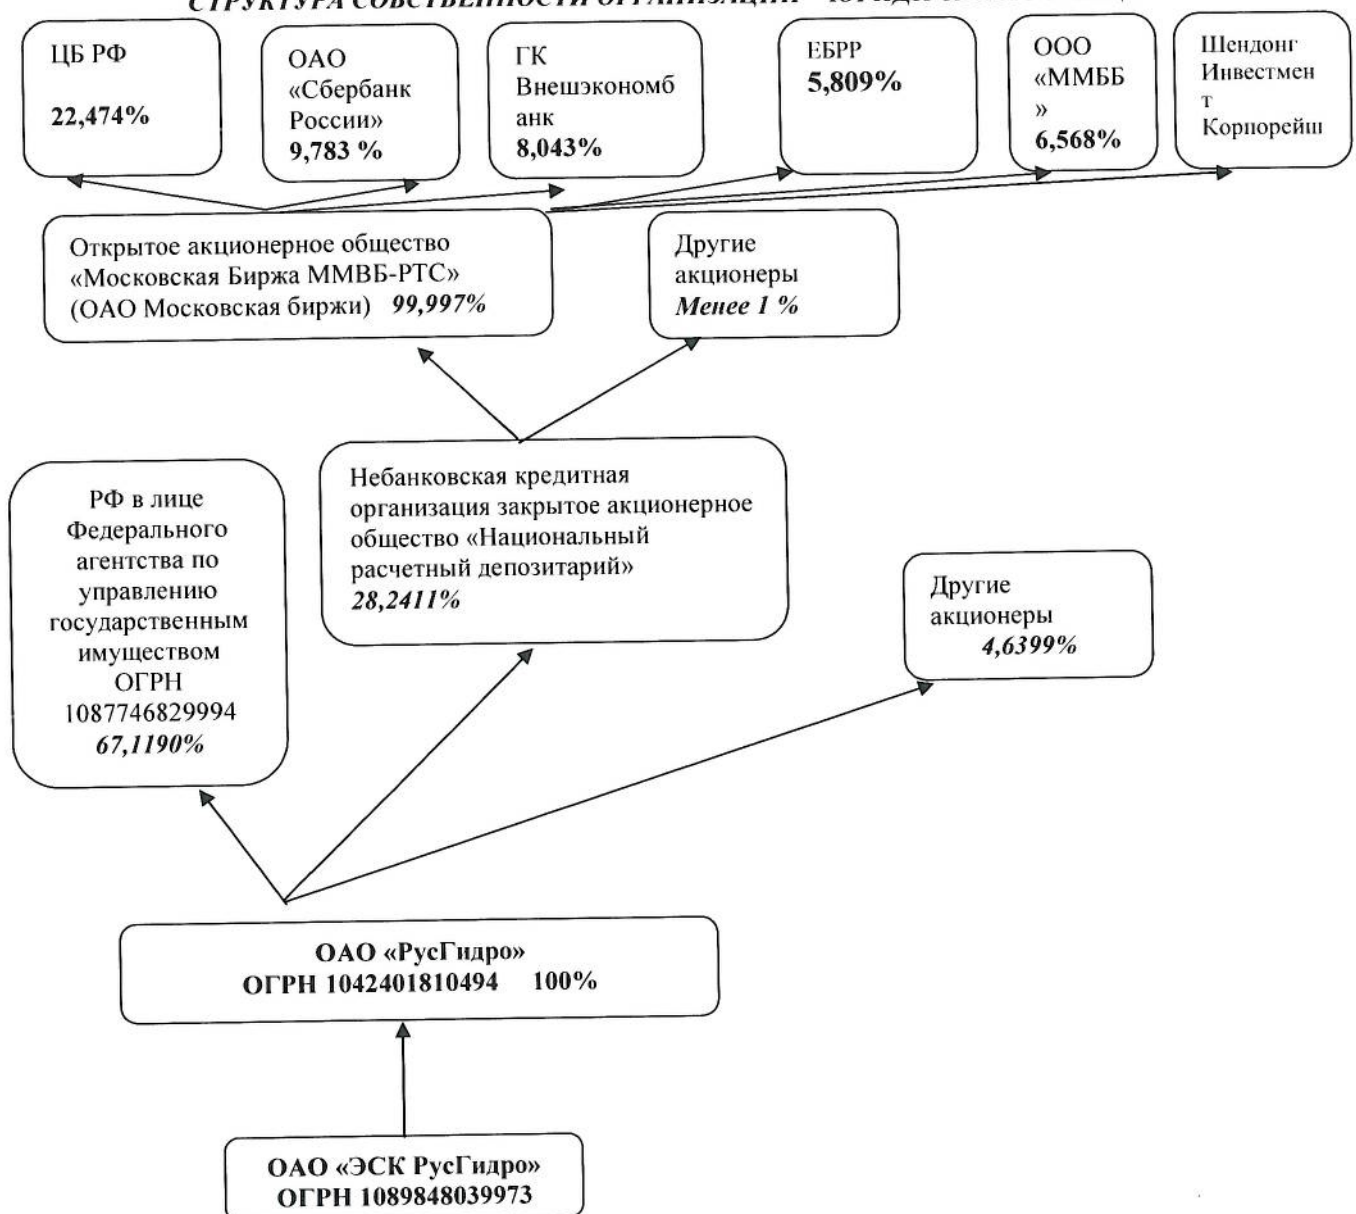 СТРУКТУРА СОБСТВЕННОСТИ ОРГАНИЗАЦИИ
ЦБ РФ
22,474%
ОАО
«Сбербанк
России»
9,783 %
ГК
Внешэкономб
анк
8,043%
ЕБРР
5,809%
ООО
«ММББ
»
6,568%
Шендонг
Инвестмен
т
Корпорейш
Открытое акционерное общество
«Московская Биржа ММВБ-РТС»
(ОАО Московская биржи) 99,997%
Другие
акционеры
Менее 1 %
РФ в лице
Федерального
агентства по
управлению
государственным
имуществом
ОГРН
1087746829994
67,1190%
Небанковская кредитная
организация закрытое акционерное
общество «Национальный
расчетный депозитарий»
28,2411%
Другие
акционеры
4,6399%
ОАО «РусГидро»
ОГРН 1042401810494 100%
ОАО «ЭСК РусГидро»
ОГРН 1089848039973